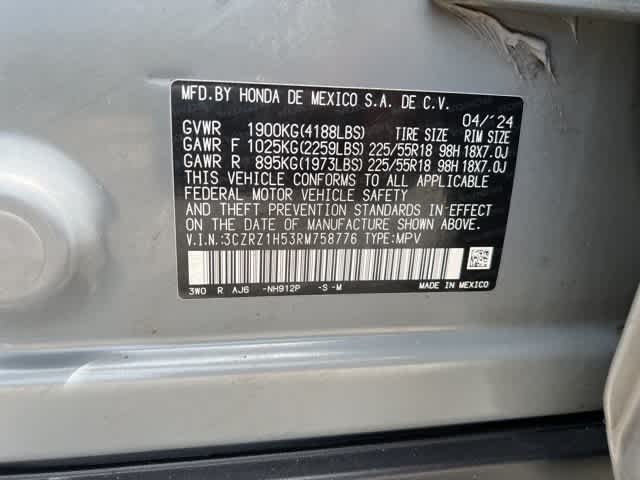 MFD.BY HONDA DE MEXICO S.A. DE C.V.
04/'24
GVWR 1900KG(4188LBS) TIRE SIZE RIM SIZE
GAWR F 1025KG(2259LBS) 225/55R18 98H 18X7.0J
GAWR R 895KG(1973LBS) 225/55R18 98H 18X7.0J
THIS VEHICLE CONFORMS TO ALL APPLICABLE
FEDERAL MOTOR VEHICLE SAFETY
AND THEFT PREVENTION STANDARDS IN EFFECT
ON THE DATE OF MANUFACTURE SHOWN ABOVE.
V.I.N.:3CZRZ1H53RM758776 TYPE:MPV
3W0 R AJ6 -NH912P -S-M MADE IN MEXICO